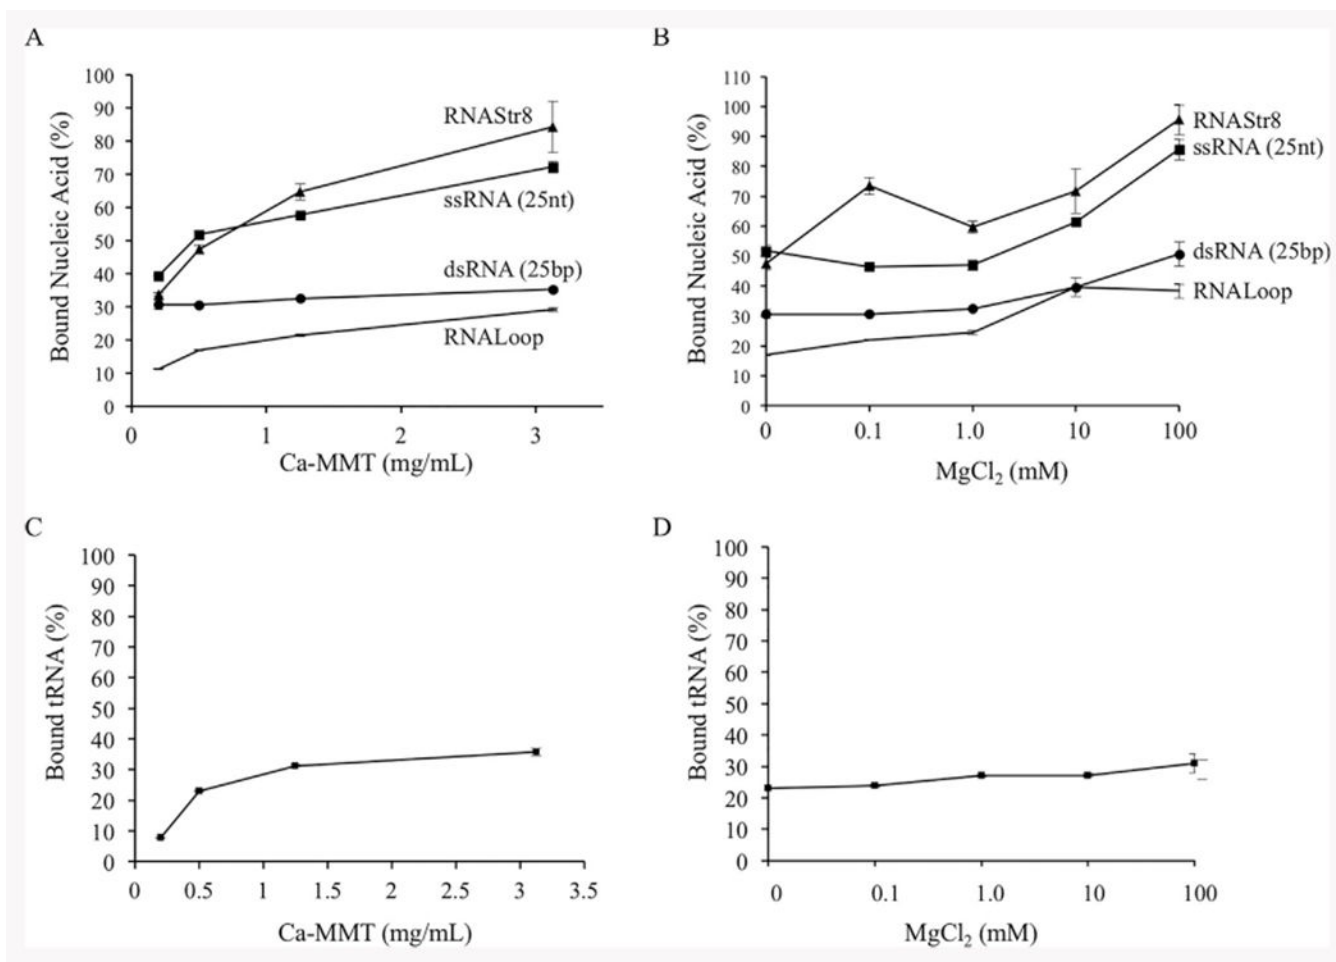 A
100
90
80
70
60
50
40
30
20
10
0
Bound Nucleic Acid (%)
RNAStr8
ssRNA (25nt)
dsRNA (25bp)
RNALoop
0 1 2 3
Ca-MMT (mg/mL)
B
110
100
90
80
70
60
50
40
30
20
10
0
Bound Nucleic Acid (%)
RNAStr8
ssRNA (25nt)
dsRNA (25bp)
RNALoop
0 0.1 1.0 10 100
MgCl₂ (mM)
C
100
90
80
70
60
50
40
30
20
10
0
Bound tRNA (%)
0 0.5 1 1.5 2 2.5 3 3.5
Ca-MMT (mg/mL)
D
100
90
80
70
60
50
40
30
20
10
0
Bound tRNA (%)
0 0.1 1.0 10 100
MgCl₂ (mM)